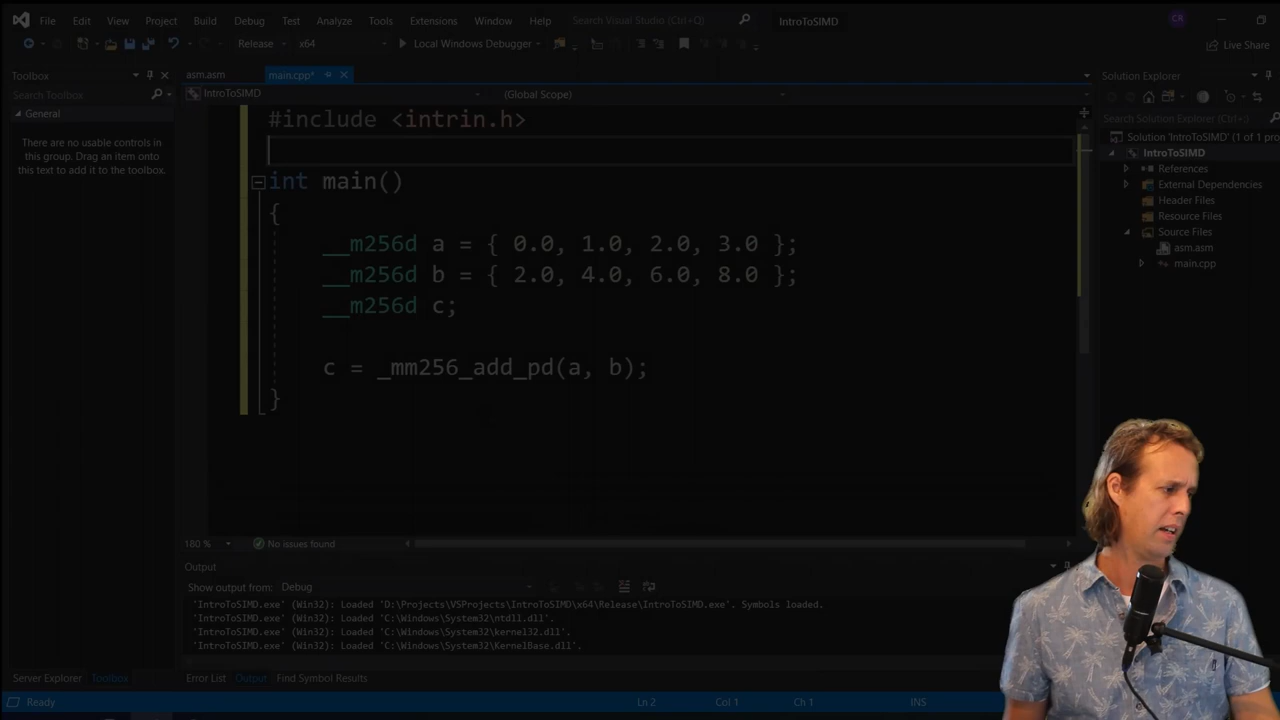 File Edit View Project Build Debug Test Analyze Tools Extensions Window Help Search Visual Studio (Ctrl+Q) IntroToSIMD CR
Release x64 Local Windows Debugger Live Share
Toolbox
Search Toolbox
General
There are no usable controls in
this group. Drag an item onto
this text to add it to the toolbox.
asm.asm main.cpp*
IntroToSIMD (Global Scope)
#include <intrin.h>
int main()
{
__m256d a = { 0.0, 1.0, 2.0, 3.0 };
__m256d b = { 2.0, 4.0, 6.0, 8.0 };
__m256d c;
c = _mm256_add_pd(a, b);
}
180 % No issues found
Output
Show output from: Debug
'IntroToSIMD.exe' (Win32): Loaded 'D:\Projects\VSProjects\IntroToSIMD\x64\Release\IntroToSIMD.exe'. Symbols loaded.
'IntroToSIMD.exe' (Win32): Loaded 'C:\Windows\System32\ntdll.dll'.
'IntroToSIMD.exe' (Win32): Loaded 'C:\Windows\System32\kernel32.dll'.
'IntroToSIMD.exe' (Win32): Loaded 'C:\Windows\System32\KernelBase.dll'.
Server Explorer Toolbox Error List Output Find Symbol Results
Solution Explorer
Search Solution Explorer (Ctrl+;)
Solution 'IntroToSIMD' (1 of 1 pro
IntroToSIMD
References
External Dependencies
Header Files
Resource Files
Source Files
asm.asm
main.cpp
Ready Ln 2 Col 1 Ch 1 INS